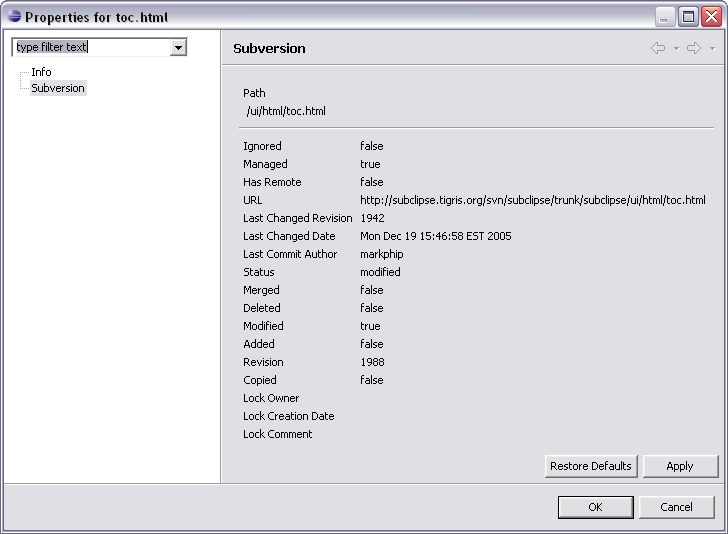 Properties for toc.html
type filter text
Info
Subversion
Subversion
Path
/ui/html/toc.html
Ignored false
Managed true
Has Remote false
URL http://subclipse.tigris.org/svn/subclipse/trunk/subclipse/ui/html/toc.html
Last Changed Revision 1942
Last Changed Date Mon Dec 19 15:46:58 EST 2005
Last Commit Author markphip
Status modified
Merged false
Deleted false
Modified true
Added false
Revision 1988
Copied false
Lock Owner
Lock Creation Date
Lock Comment
Restore Defaults Apply
OK Cancel